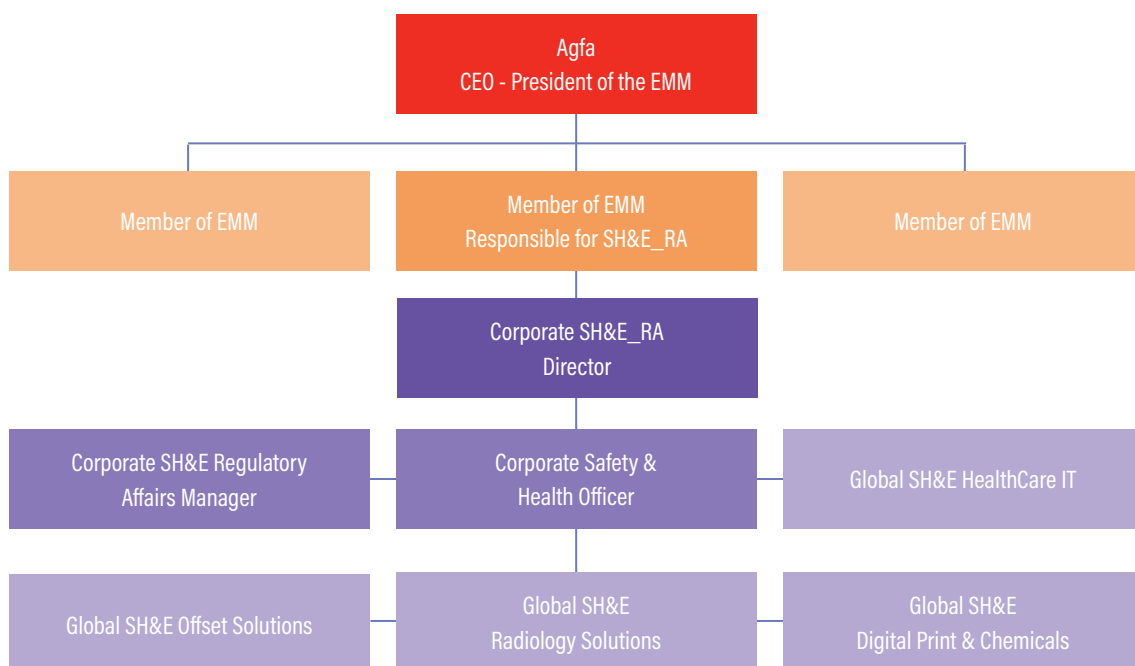 Agfa
CEO - President of the EMM
Member of EMM
Member of EMM
Responsible for SH&E_RA
Member of EMM
Corporate SH&E_RA
Director
Corporate SH&E Regulatory
Affairs Manager
Corporate Safety &
Health Officer
Global SH&E HealthCare IT
Global SH&E Offset Solutions
Global SH&E
Radiology Solutions
Global SH&E
Digital Print & Chemicals